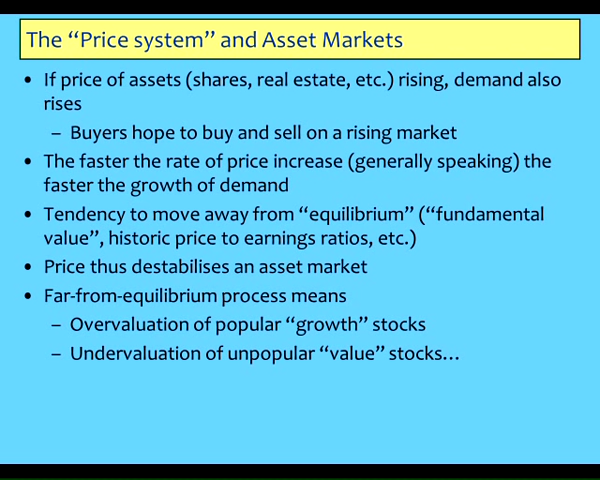 The “Price system” and Asset Markets
• If price of assets (shares, real estate, etc.) rising, demand also
rises
– Buyers hope to buy and sell on a rising market
• The faster the rate of price increase (generally speaking) the
faster the growth of demand
• Tendency to move away from “equilibrium” (“fundamental
value”, historic price to earnings ratios, etc.)
• Price thus destabilises an asset market
• Far-from-equilibrium process means
– Overvaluation of popular “growth” stocks
– Undervaluation of unpopular “value” stocks…